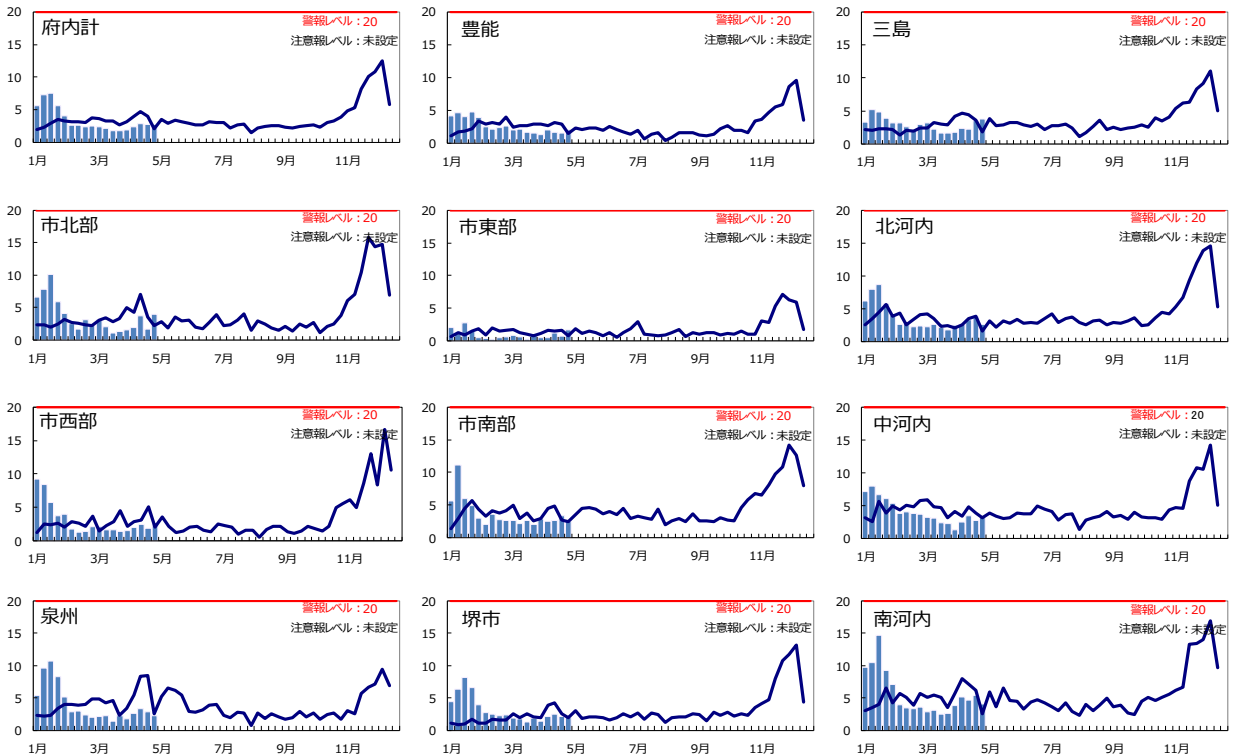 20 府内計 警報レベル：20
15 注意報レベル：未設定
10
5
0
1月 3月 5月 7月 9月 11月
20 豊能 警報レベル：20
15 注意報レベル：未設定
10
5
0
1月 3月 5月 7月 9月 11月
20 三島 警報レベル：20
15 注意報レベル：未設定
10
5
0
1月 3月 5月 7月 9月 11月
20 市北部 警報レベル：20
15 注意報レベル：未設定
10
5
0
1月 3月 5月 7月 9月 11月
20 市東部 警報レベル：20
15 注意報レベル：未設定
10
5
0
1月 3月 5月 7月 9月 11月
20 北河内 警報レベル：20
15 注意報レベル：未設定
10
5
0
1月 3月 5月 7月 9月 11月
20 市西部 警報レベル：20
15 注意報レベル：未設定
10
5
0
1月 3月 5月 7月 9月 11月
20 市南部 警報レベル：20
15 注意報レベル：未設定
10
5
0
1月 3月 5月 7月 9月 11月
20 中河内 警報レベル：20
15 注意報レベル：未設定
10
5
0
1月 3月 5月 7月 9月 11月
20 泉州 警報レベル：20
15 注意報レベル：未設定
10
5
0
1月 3月 5月 7月 9月 11月
20 堺市 警報レベル：20
15 注意報レベル：未設定
10
5
0
1月 3月 5月 7月 9月 11月
20 南河内 警報レベル：20
15 注意報レベル：未設定
10
5
0
1月 3月 5月 7月 9月 11月